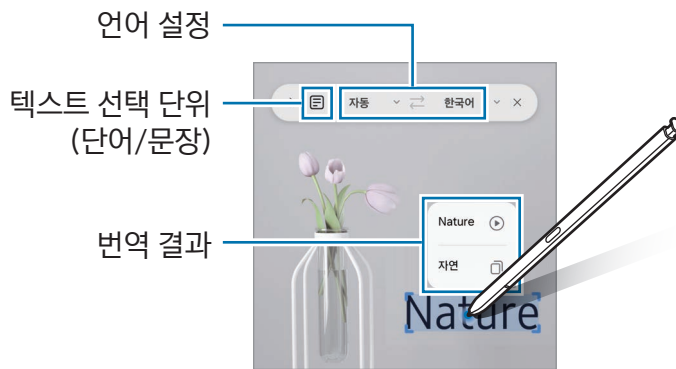 언어 설정
텍스트 선택 단위
(단어/문장)
자동
한국어
번역 결과
Nature
자연
Nature